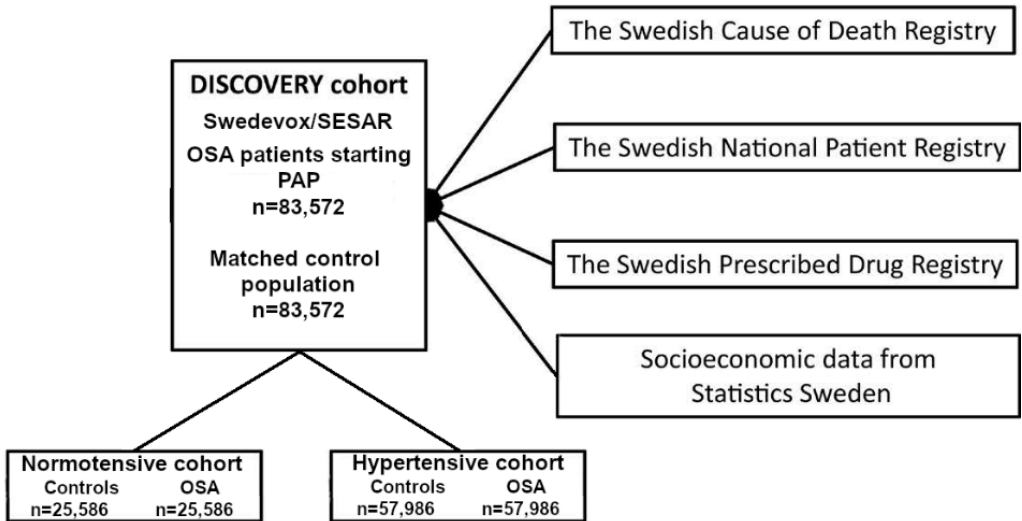 DISCOVERY cohort
Swedevox/SESAR
OSA patients starting
PAP
n=83,572
Matched control
population
n=83,572
The Swedish Cause of Death Registry
The Swedish National Patient Registry
The Swedish Prescribed Drug Registry
Socioeconomic data from
Statistics Sweden
Normotensive cohort
Controls OSA
n=25,586 n=25,586
Hypertensive cohort
Controls OSA
n=57,986 n=57,986